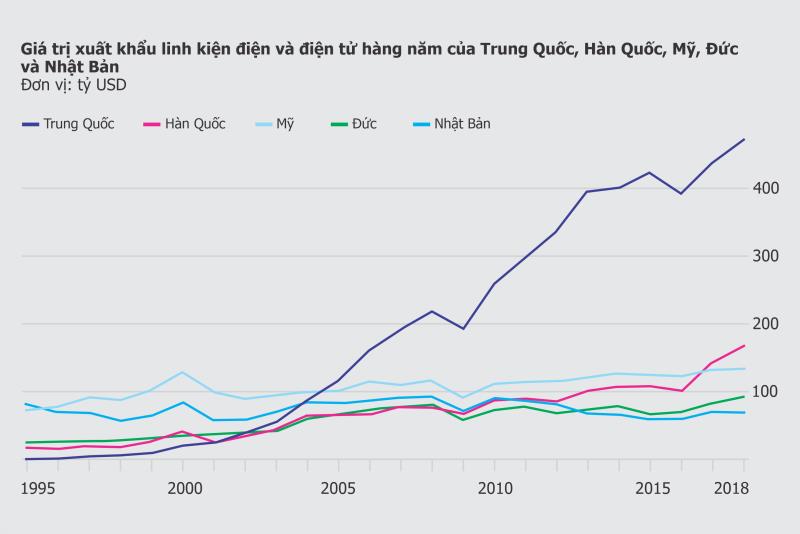 Giá trị xuất khẩu linh kiện điện và điện tử hàng năm của Trung Quốc, Hàn Quốc, Mỹ, Đức
và Nhật Bản
Đơn vị: tỷ USD
Trung Quốc Hàn Quốc Mỹ Đức Nhật Bản
400
300
200
100
1995 2000 2005 2010 2015 2018